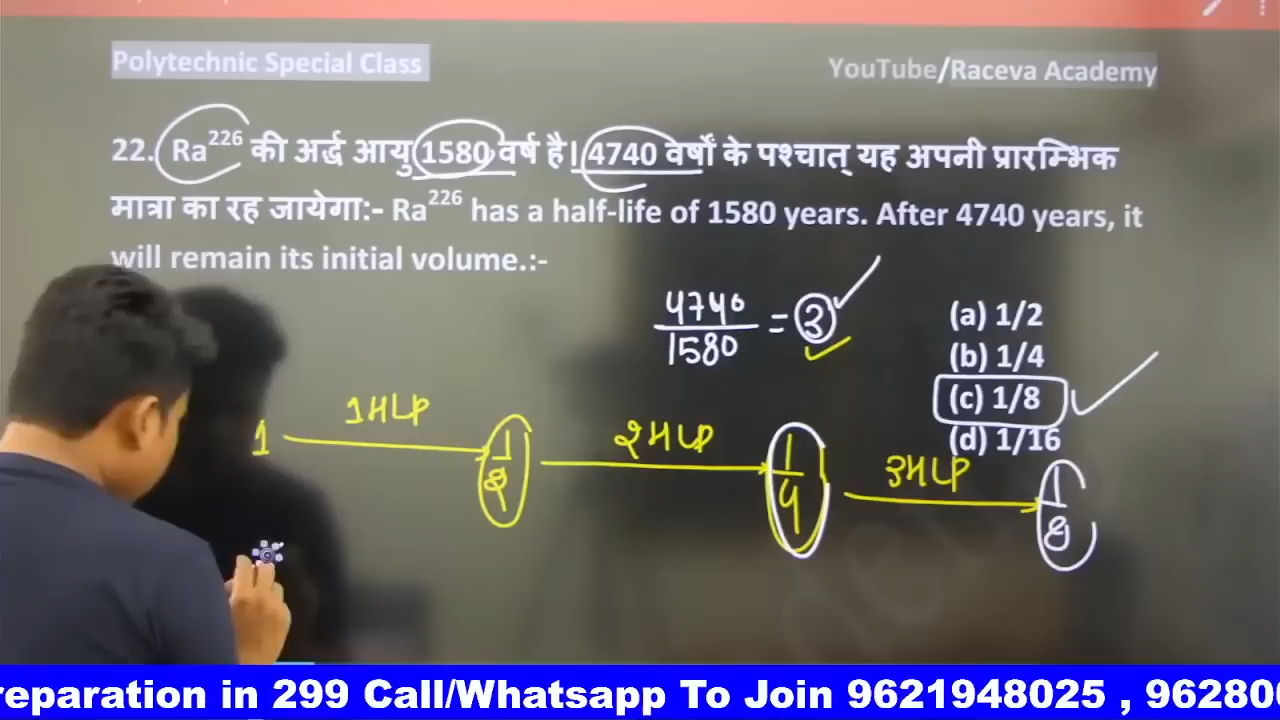 Polytechnic Special Class
YouTube/Raceva Academy
22. Ra226 की अर्द्ध आयु 1580 वर्ष है। 4740 वर्षों के पश्चात् यह अपनी प्रारम्भिक
मात्रा का रह जायेगा:- Ra226 has a half-life of 1580 years. After 4740 years, it
will remain its initial volume.:-
4740
1580
= 3
(a) 1/2
(b) 1/4
(c) 1/8
(d) 1/16
1
1HLP
1
2
2HLP
1
4
3HLP
1
8
reparation in 299 Call/Whatsapp To Join 9621948025 , 96280